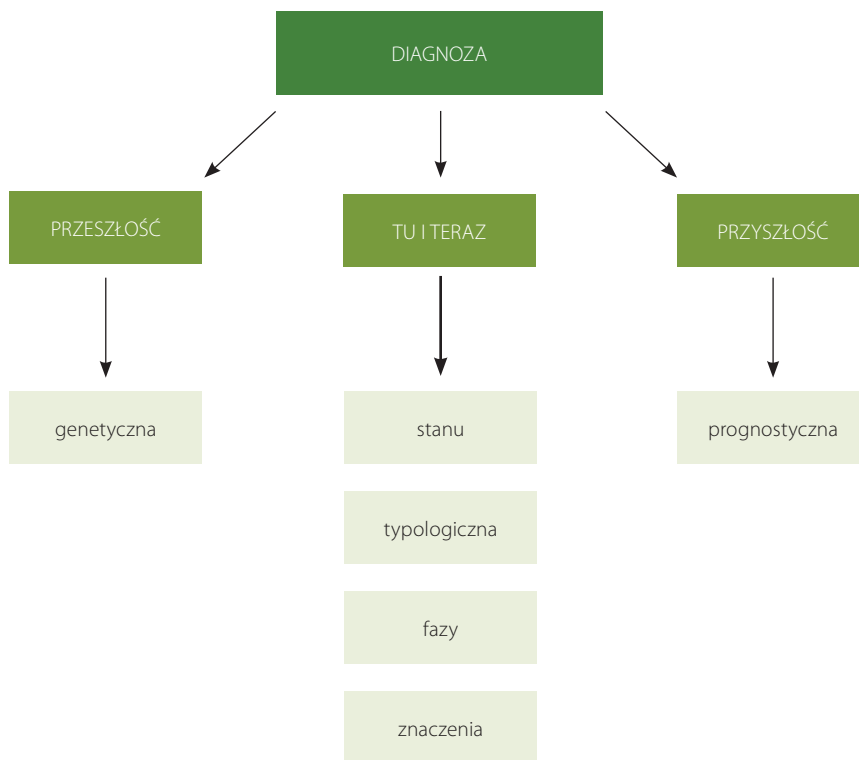 DIAGNOZA
PRZESZŁOŚĆ
TU I TERAZ
PRZYSZŁOŚĆ
genetyczna
stanu
prognostyczna
typologiczna
fazy
znaczenia